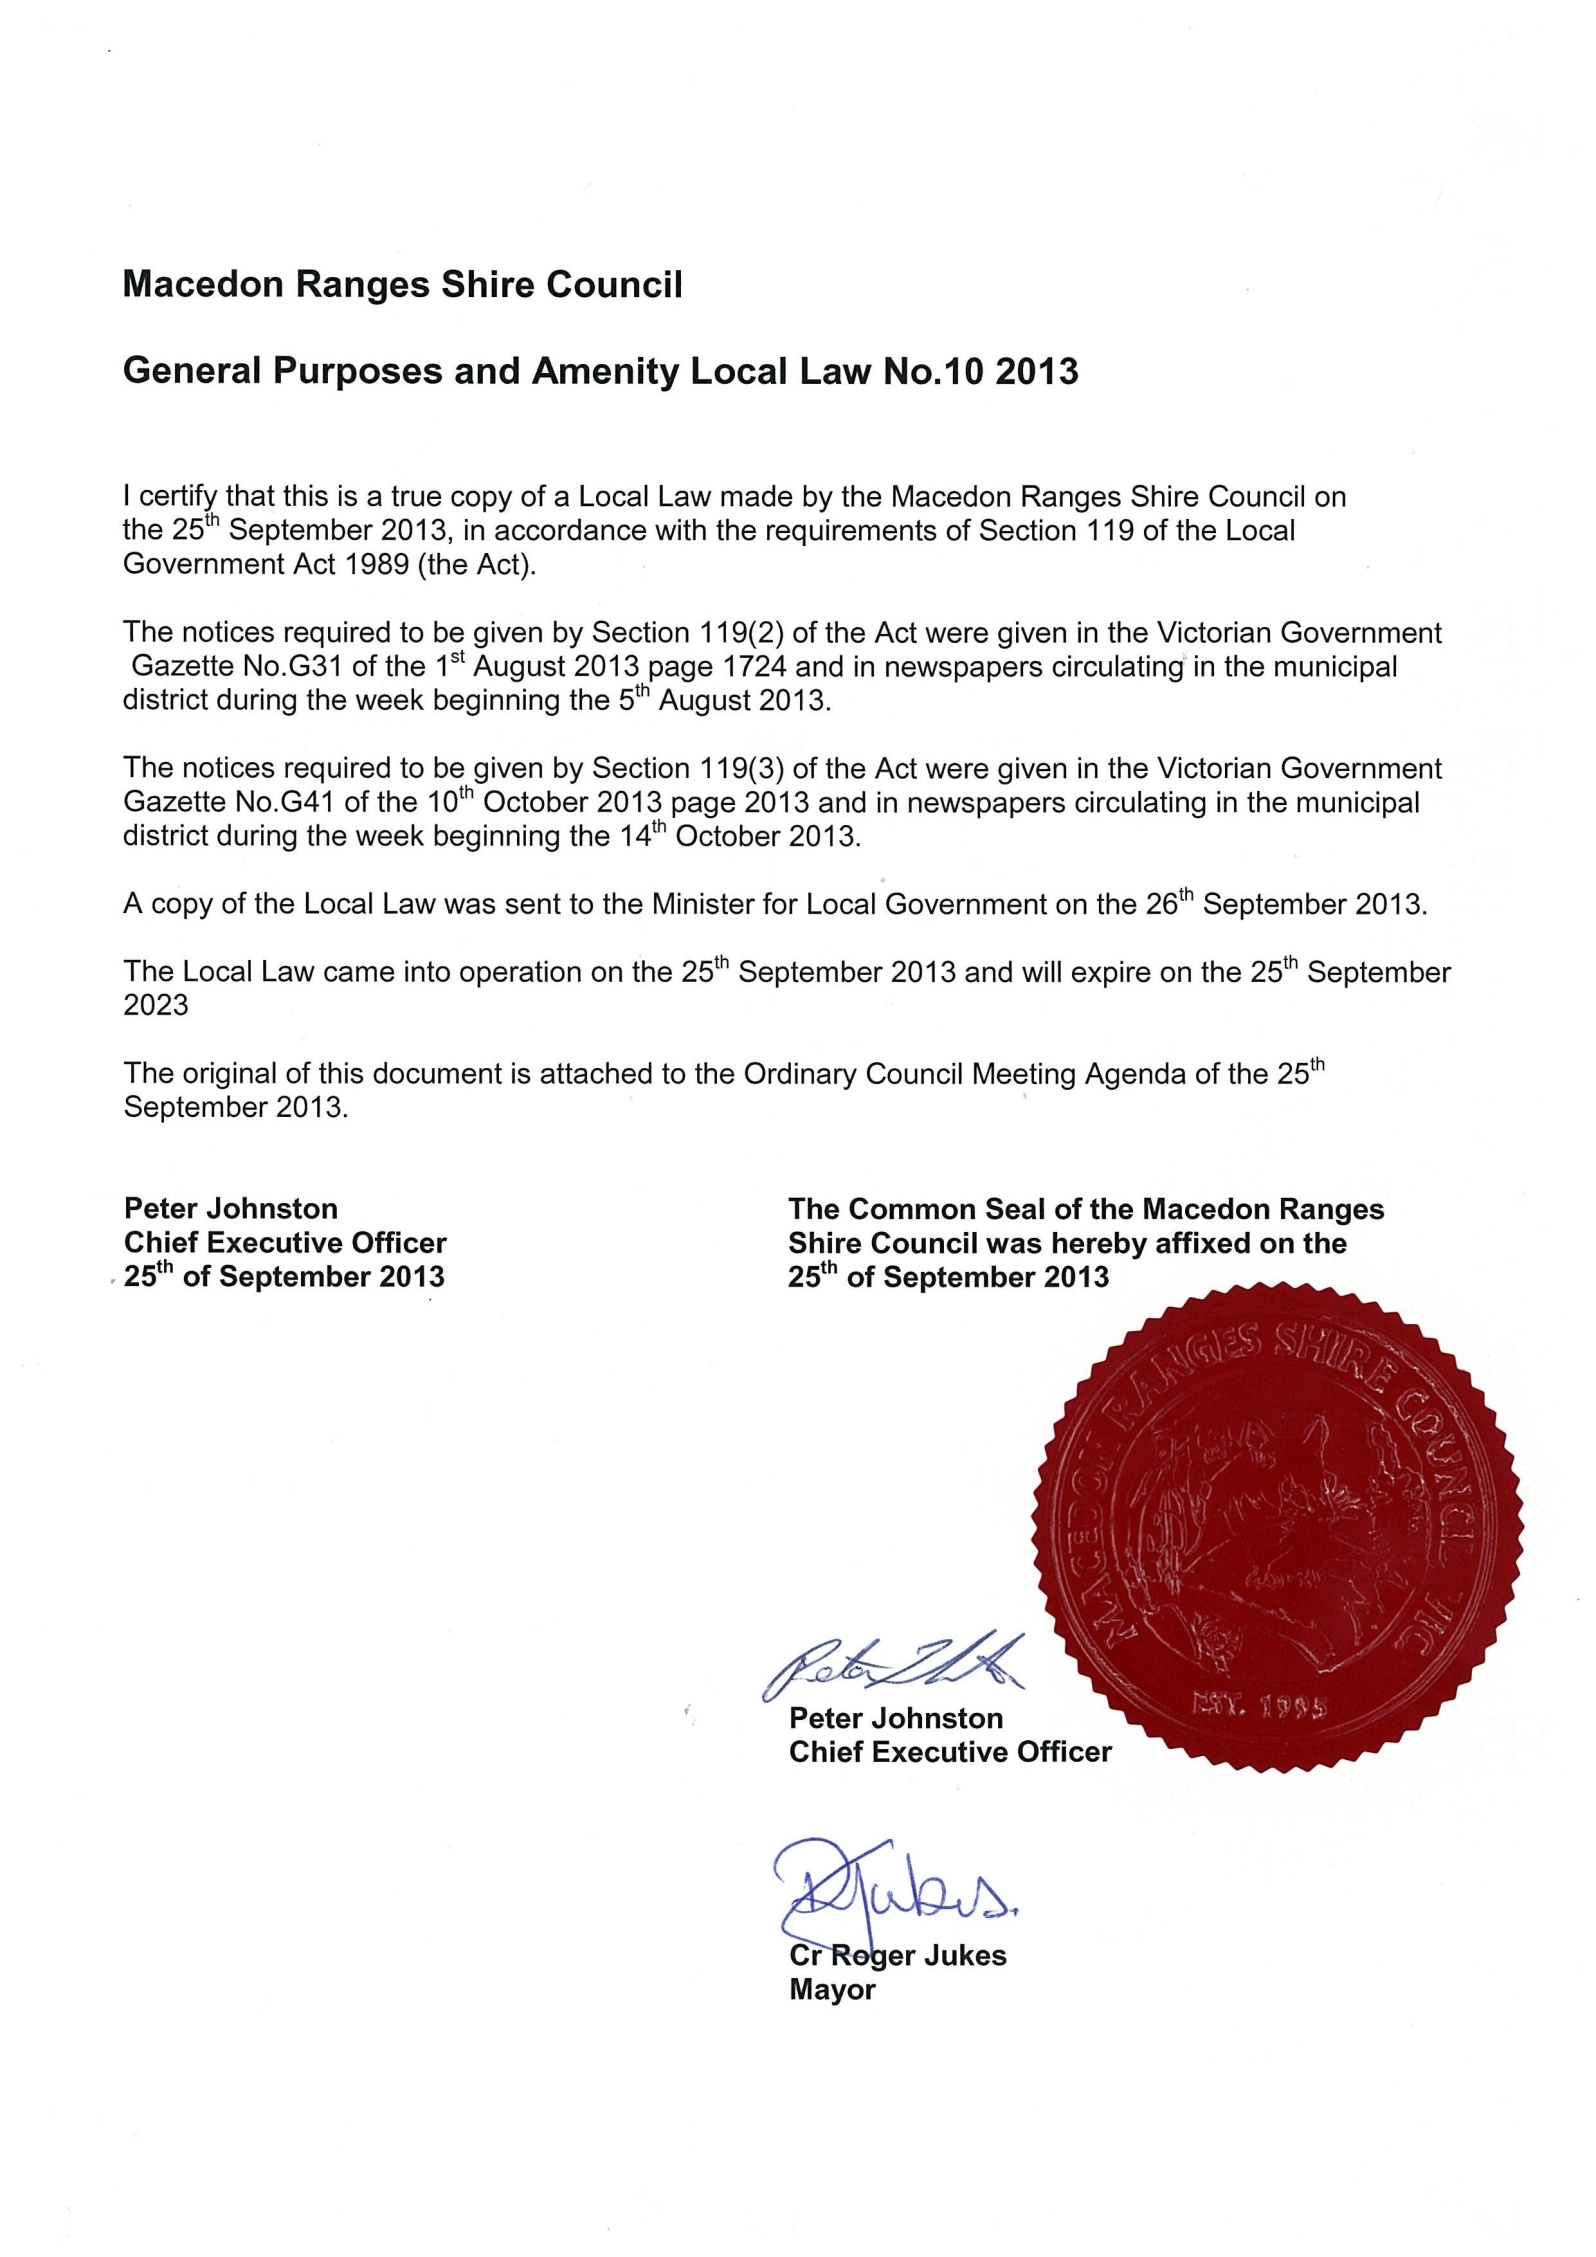 Macedon Ranges Shire Council
General Purposes and Amenity Local Law No.10 2013
I certify that this is a true copy of a Local Law made by the Macedon Ranges Shire Council on
the 25th September 2013, in accordance with the requirements of Section 119 of the Local
Government Act 1989 (the Act).
The notices required to be given by Section 119(2) of the Act were given in the Victorian Government
Gazette No.G31 of the 1st August 2013 page 1724 and in newspapers circulating in the municipal
district during the week beginning the 5th August 2013.
The notices required to be given by Section 119(3) of the Act were given in the Victorian Government
Gazette No.G41 of the 10th October 2013 page 2013 and in newspapers circulating in the municipal
district during the week beginning the 14th October 2013.
A copy of the Local Law was sent to the Minister for Local Government on the 26th September 2013.
The Local Law came into operation on the 25th September 2013 and will expire on the 25th September
2023
The original of this document is attached to the Ordinary Council Meeting Agenda of the 25th
September 2013.
Peter Johnston
Chief Executive Officer
25th of September 2013
The Common Seal of the Macedon Ranges
Shire Council was hereby affixed on the
25th of September 2013
MACEDON RANGES SHIRE COUNCIL VIC.
EST. 1995
Peter Johnston
Chief Executive Officer
RJukes.
Cr Roger Jukes
Mayor